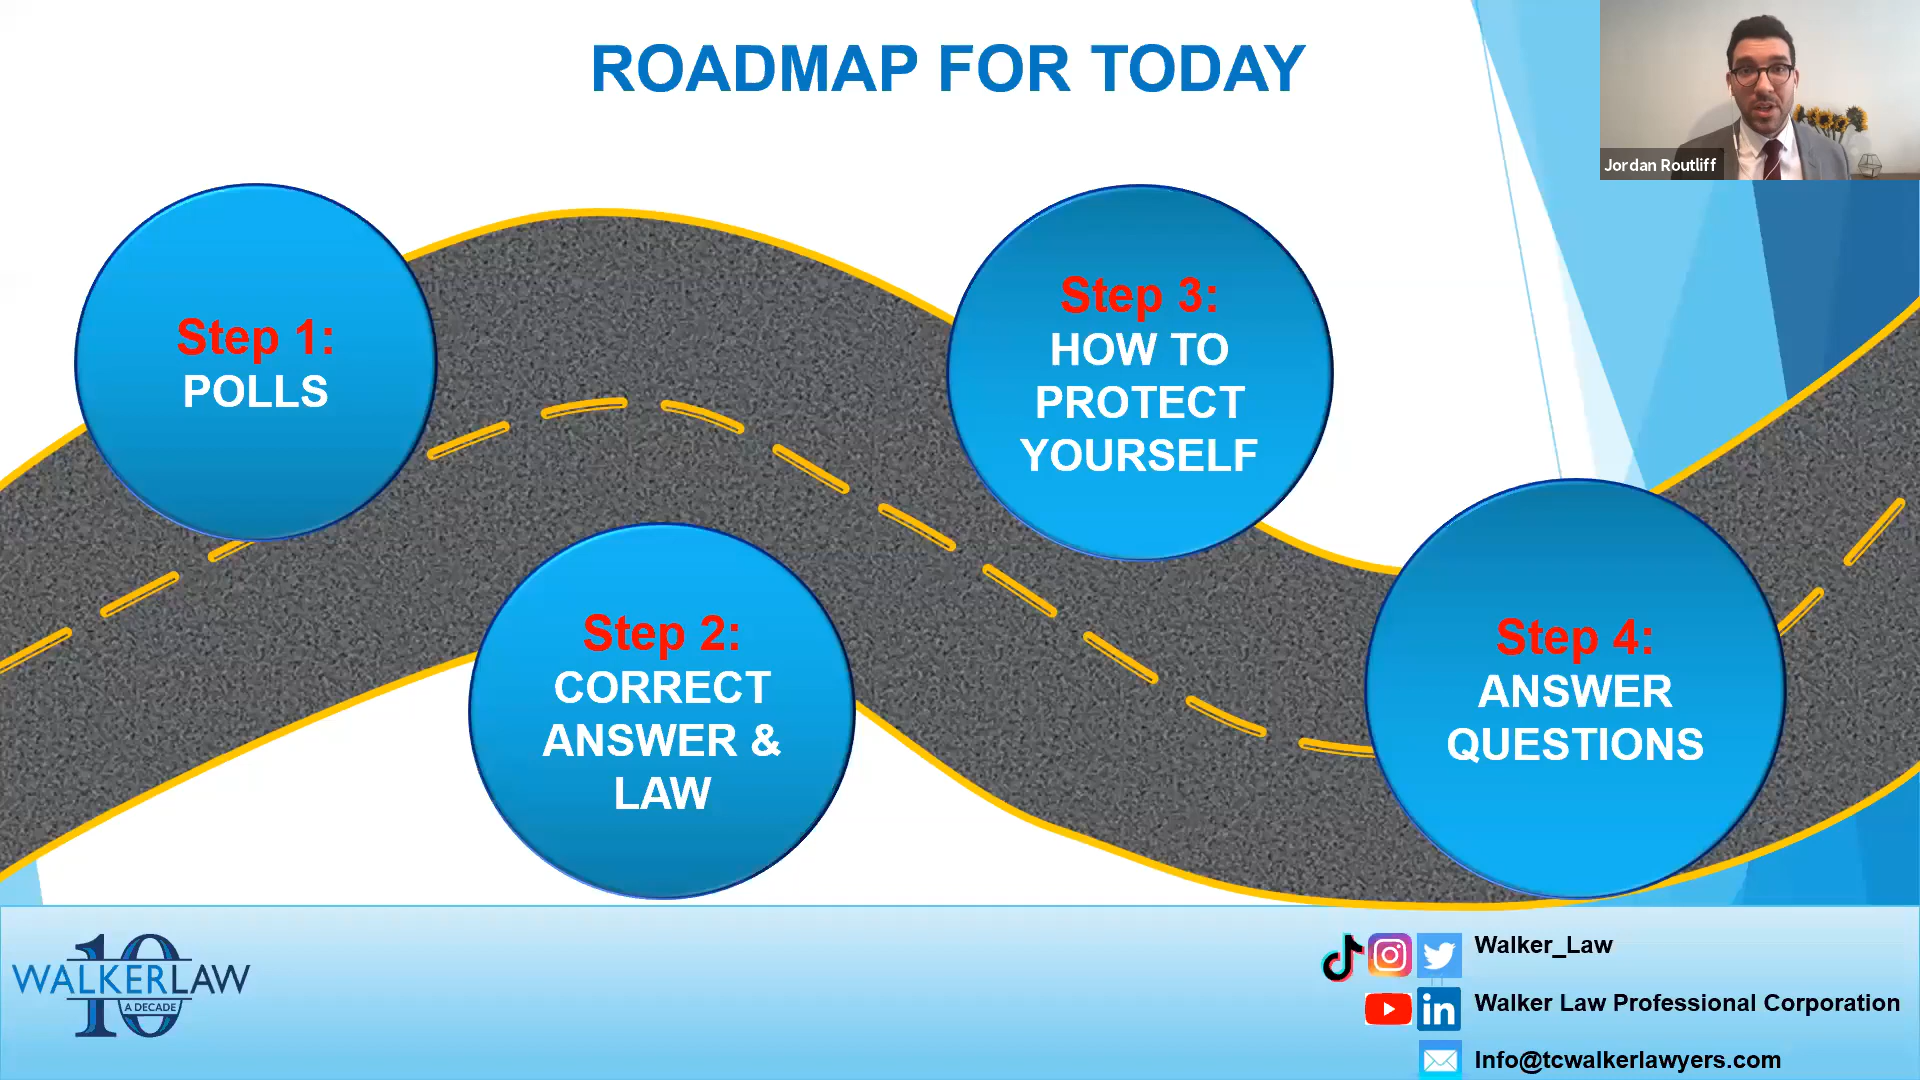 ROADMAP FOR TODAY
Jordan Routliff
Step 1:
POLLS
Step 2:
CORRECT
ANSWER &
LAW
Step 3:
HOW TO
PROTECT
YOURSELF
Step 4:
ANSWER
QUESTIONS
10
WALKERLAW
A DECADE
Walker_Law
Walker Law Professional Corporation
Info@tcwalkerlawyers.com